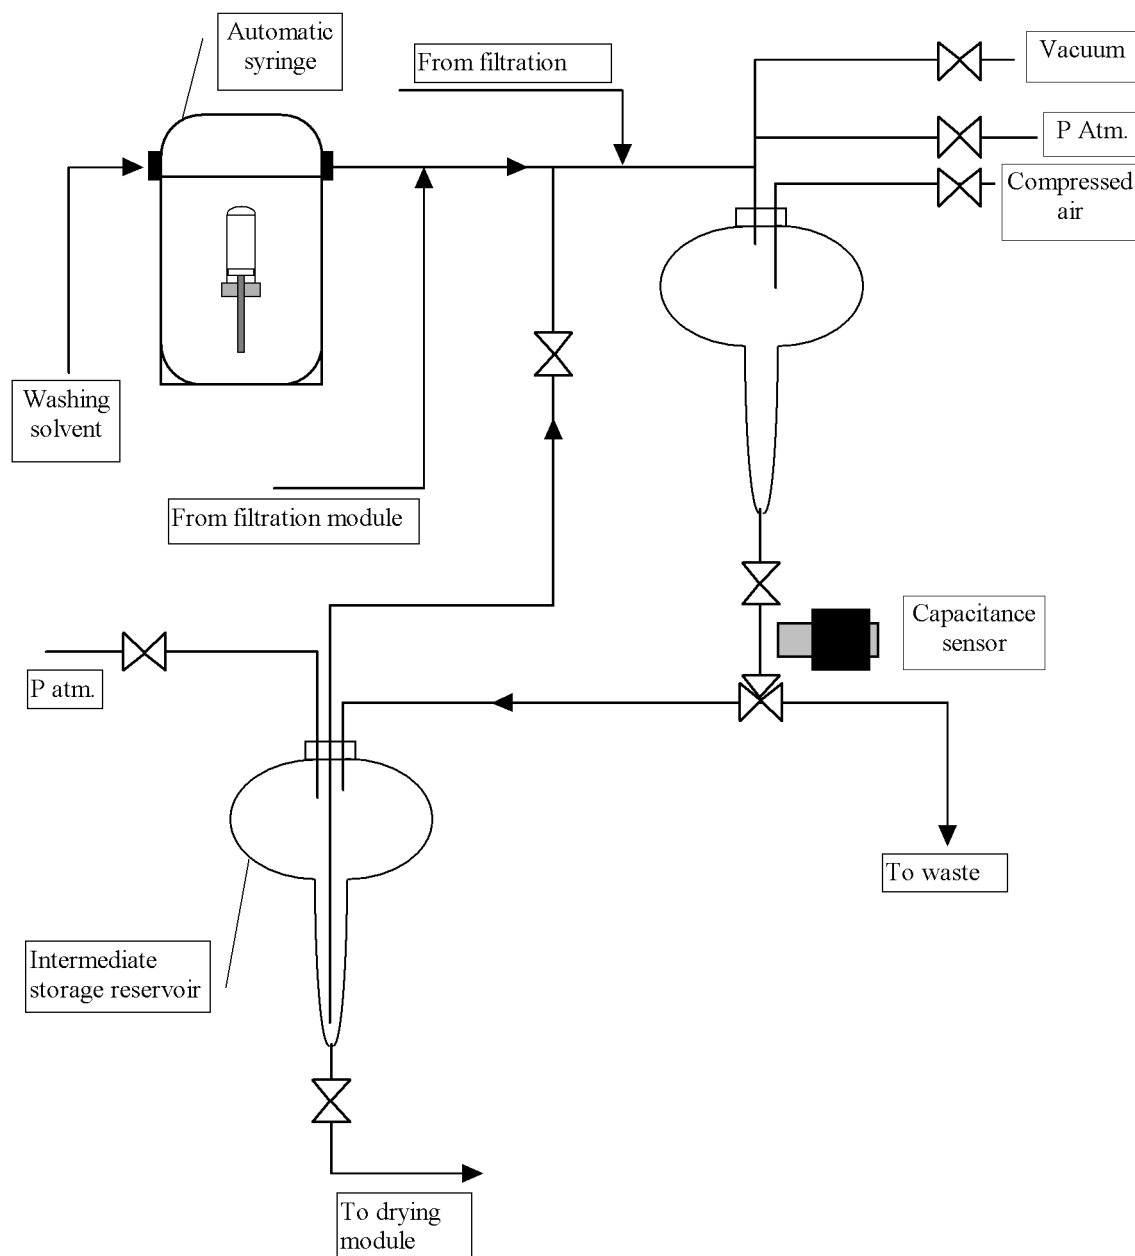 Automatic
syringe
From filtration
Vacuum
P Atm.
Compressed
air
Washing
solvent
From filtration module
Capacitance
sensor
P atm.
To waste
Intermediate
storage reservoir
To drying
module